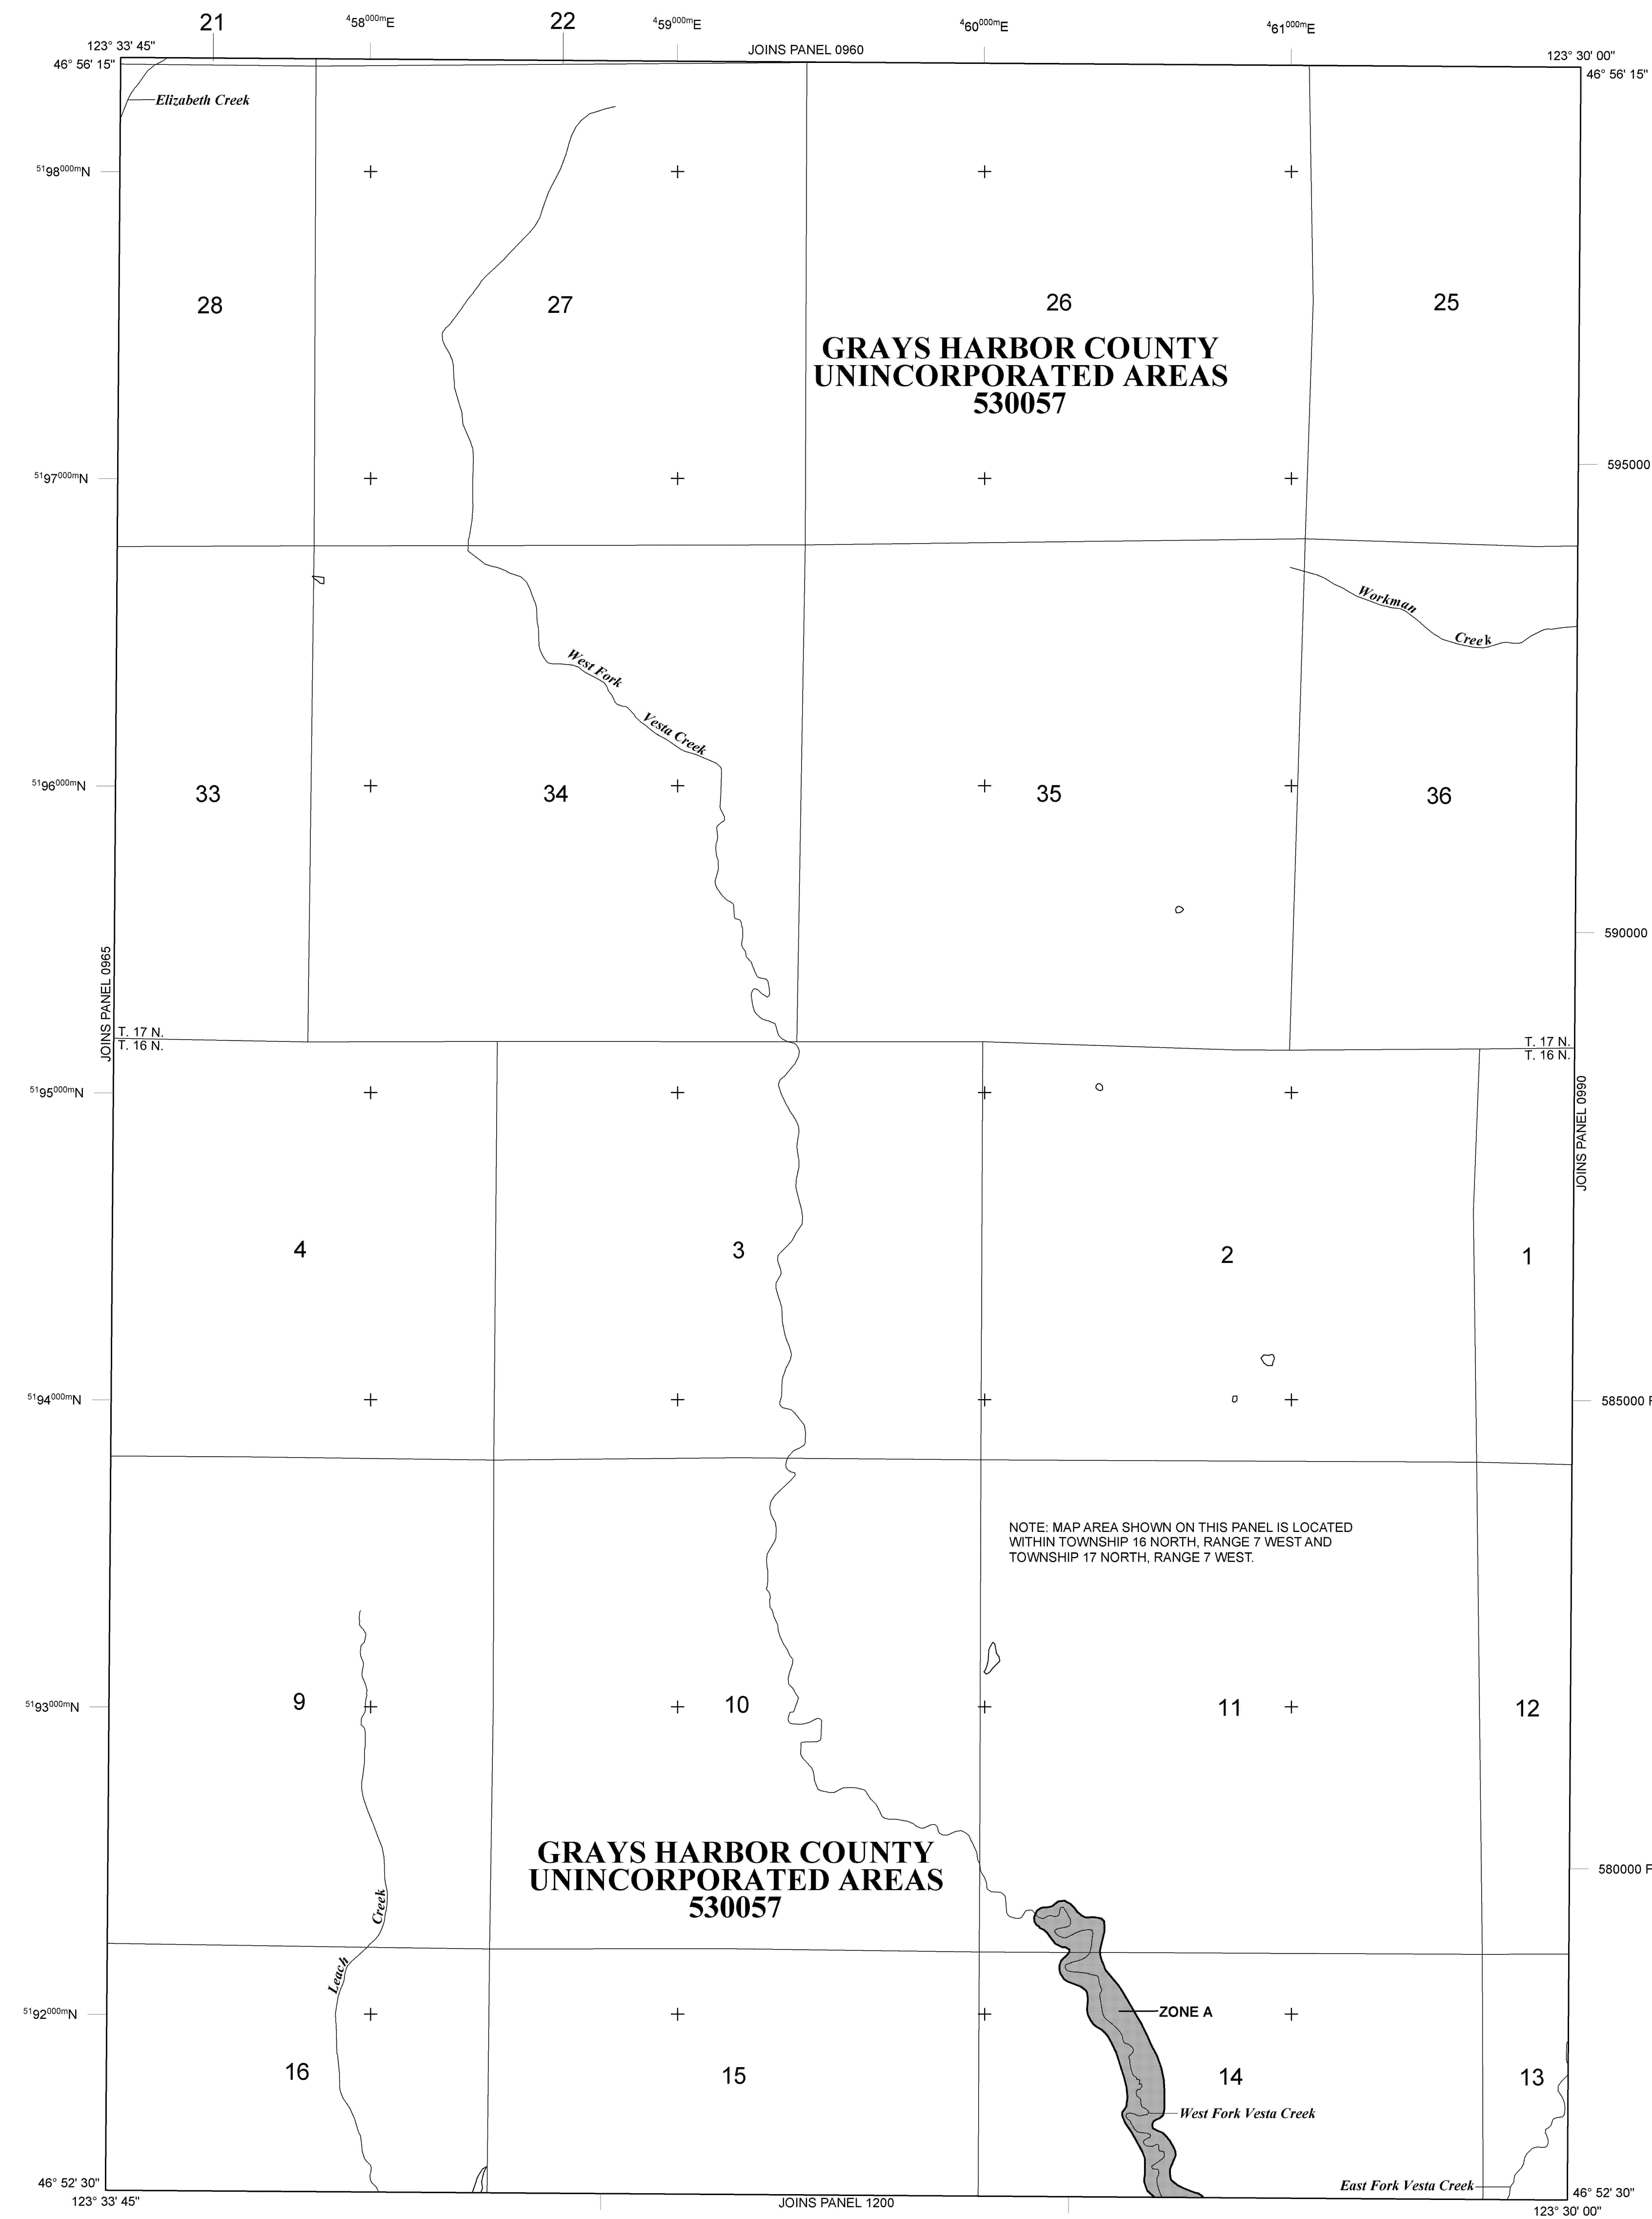 21
458000mE
22
459000mE
460000mE
461000mE
123° 33' 45"
JOINS PANEL 0960
123° 30' 00"
46° 56' 15"
46° 56' 15"
Elizabeth Creek
5198000mN
28
27
26
25
GRAYS HARBOR COUNTY
UNINCORPORATED AREAS
530057
5197000mN
595000
Workman
Creek
West Fork
Vesta Creek
5196000mN
33
34
35
36
590000
JOINS PANEL 0965
T. 17 N.
T. 16 N.
T. 17 N.
T. 16 N.
5195000mN
JOINS PANEL 0990
4
3
2
1
5194000mN
585000 F
NOTE: MAP AREA SHOWN ON THIS PANEL IS LOCATED
WITHIN TOWNSHIP 16 NORTH, RANGE 7 WEST AND
TOWNSHIP 17 NORTH, RANGE 7 WEST.
5193000mN
9
10
11
12
GRAYS HARBOR COUNTY
UNINCORPORATED AREAS
530057
580000 F
Creek
Leach
5192000mN
ZONE A
16
15
14
13
West Fork Vesta Creek
46° 52' 30"
East Fork Vesta Creek
46° 52' 30"
123° 33' 45"
JOINS PANEL 1200
123° 30' 00"